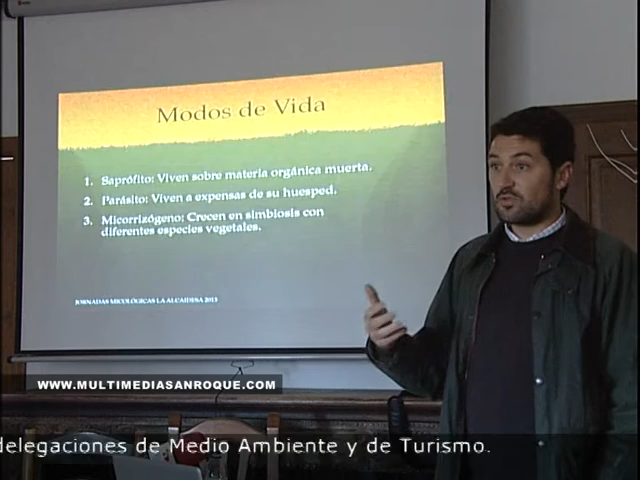 Modos de Vida
1. Saprófito: Viven sobre materia orgánica muerta.
2. Parásito: Viven a expensas de su huesped.
3. Micorrizógeno: Crecen en simbiosis con
diferentes especies vegetales.
JORNADAS MICOLÓGICAS LA ALCAIDESA 2013
WWW.MULTIMEDIASANROQUE.COM
delegaciones de Medio Ambiente y de Turismo.